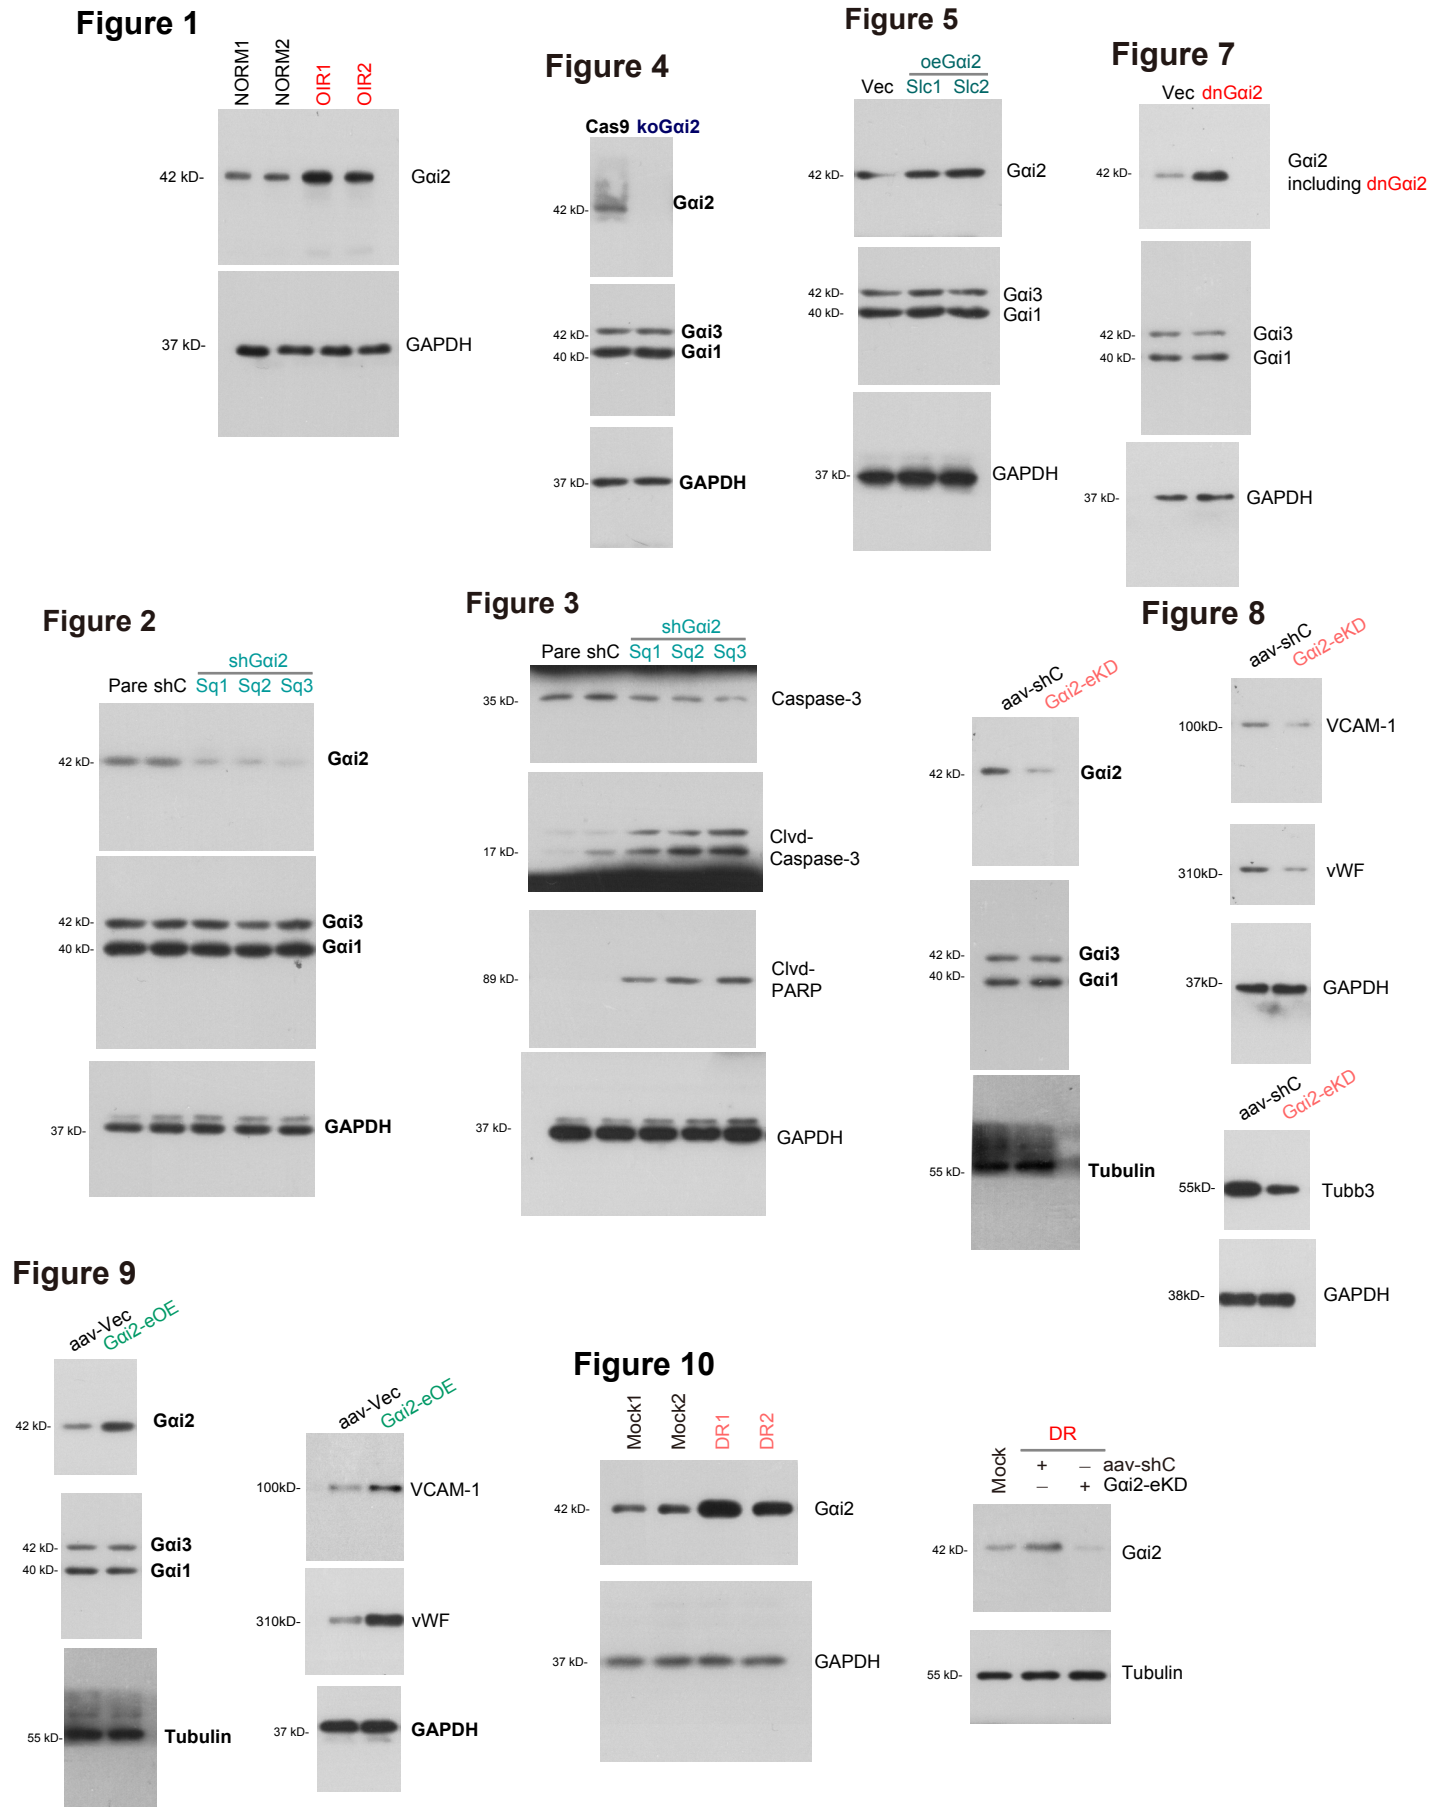 Figure 1
NORM1
NORM2
OIR1
OIR2
42 kD-
Gαi2
37 kD-
GAPDH
Figure 4
Cas9 koGαi2
42 kD-
Gαi2
42 kD-
Gαi3
40 kD-
Gαi1
37 kD-
GAPDH
Figure 5
oeGαi2
Vec Slc1 Slc2
42 kD-
Gαi2
42 kD-
Gαi3
40 kD-
Gαi1
37 kD-
GAPDH
Figure 7
Vec dnGαi2
42 kD-
Gαi2
including dnGαi2
42 kD-
Gαi3
40 kD-
Gαi1
37 kD-
GAPDH
Figure 2
shGαi2
Pare shC Sq1 Sq2 Sq3
42 kD-
Gαi2
42 kD-
Gαi3
40 kD-
Gαi1
37 kD-
GAPDH
Figure 3
shGαi2
Pare shC Sq1 Sq2 Sq3
35 kD-
Caspase-3
17 kD-
Clvd-
Caspase-3
89 kD-
Clvd-
PARP
37 kD-
GAPDH
Figure 8
aav-shC
Gαi2-eKD
42 kD-
Gαi2
42 kD-
Gαi3
40 kD-
Gαi1
55 kD-
Tubulin
aav-shC
Gαi2-eKD
100kD-
VCAM-1
310kD-
vWF
37kD-
GAPDH
aav-shC
Gαi2-eKD
55kD-
Tubb3
38kD-
GAPDH
Figure 9
aav-Vec
Gαi2-eOE
42 kD-
Gαi2
42 kD-
Gαi3
40 kD-
Gαi1
55 kD-
Tubulin
aav-Vec
Gαi2-eOE
100kD-
VCAM-1
310kD-
vWF
37 kD-
GAPDH
Figure 10
Mock1
Mock2
DR1
DR2
42 kD-
Gαi2
37 kD-
GAPDH
DR
Mock
+ − aav-shC
− + Gαi2-eKD
42 kD-
Gαi2
55 kD-
Tubulin